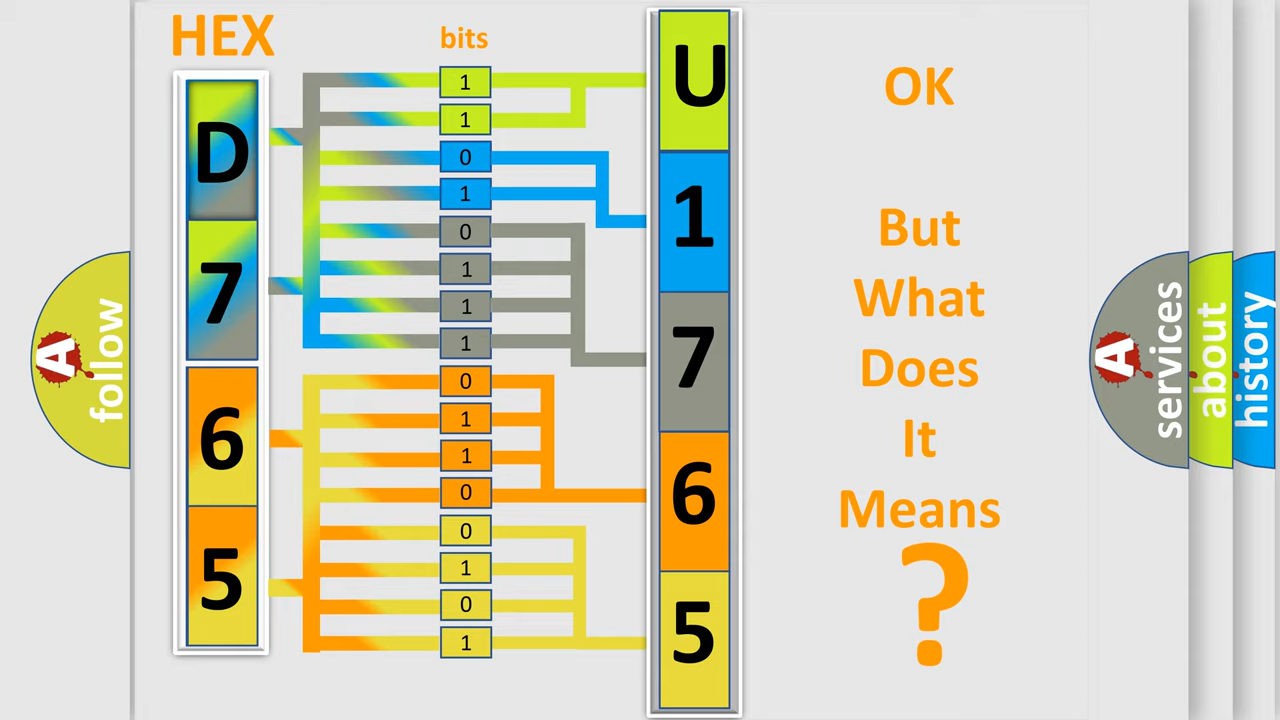 HEX
bits
D
7
6
5
1
1
0
1
0
1
1
1
0
1
1
0
0
1
0
1
U
1
7
6
5
OK
But
What
Does
It
Means
?
A
follow
A
services
about
history